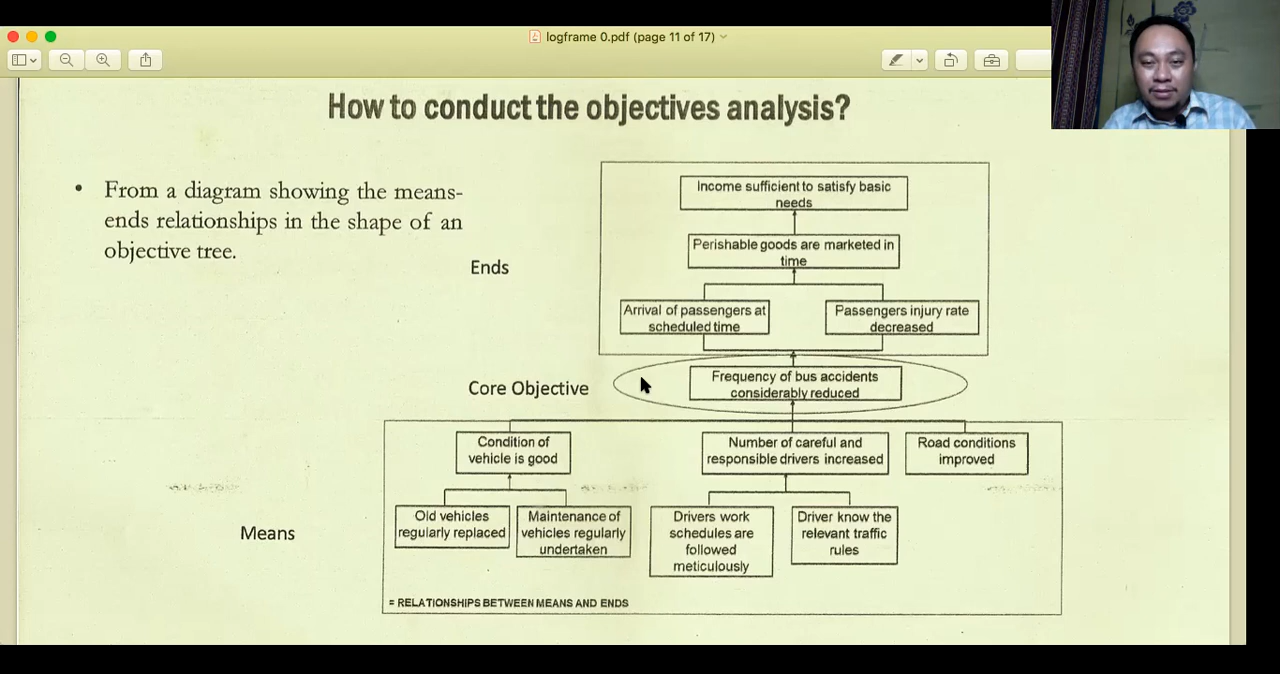 logframe 0.pdf (page 11 of 17)
How to conduct the objectives analysis?
• From a diagram showing the means-
ends relationships in the shape of an
objective tree.
Ends
Income sufficient to satisfy basic
needs
Perishable goods are marketed in
time
Arrival of passengers at
scheduled time
Passengers injury rate
decreased
Core Objective
Frequency of bus accidents
considerably reduced
Means
Condition of
vehicle is good
Number of careful and
responsible drivers increased
Road conditions
improved
Old vehicles
regularly replaced
Maintenance of
vehicles regularly
undertaken
Drivers work
schedules are
followed
meticulously
Driver know the
relevant traffic
rules
= RELATIONSHIPS BETWEEN MEANS AND ENDS